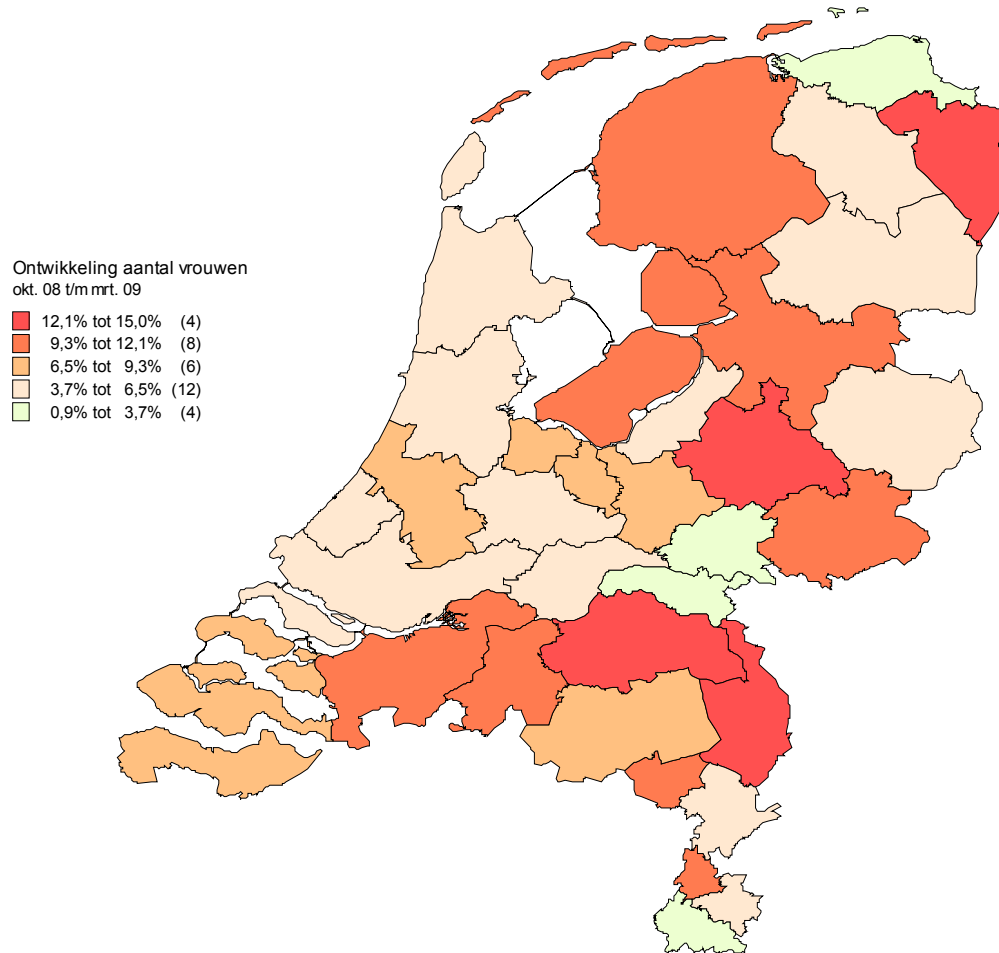 Ontwikkeling aantal vrouwen
okt. 08 t/m mrt. 09
12,1% tot 15,0% (4)
9,3% tot 12,1% (8)
6,5% tot 9,3% (6)
3,7% tot 6,5% (12)
0,9% tot 3,7% (4)